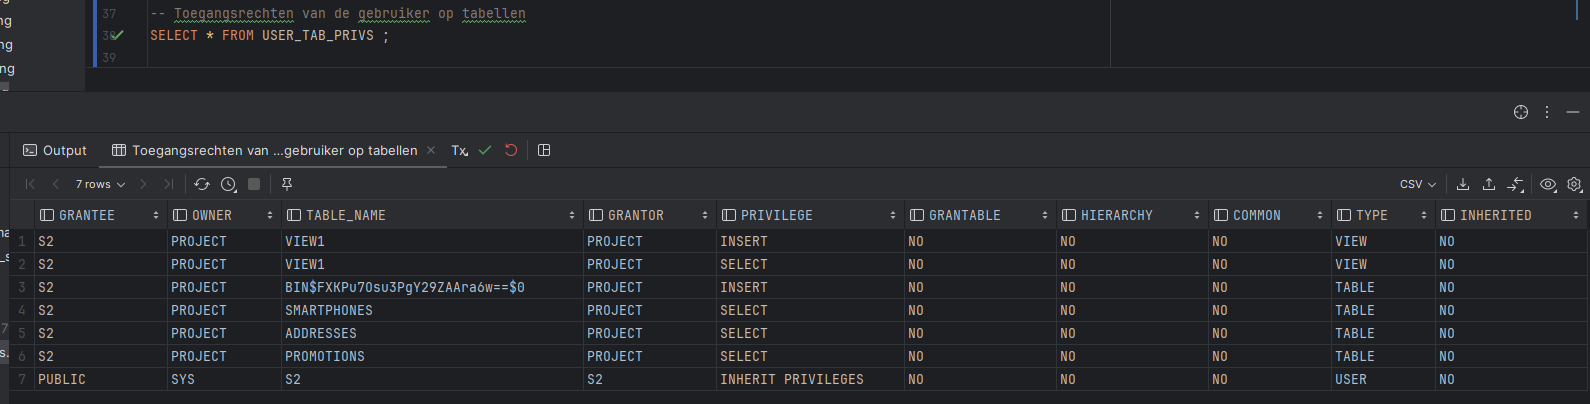 ng
37 -- Toegangsrechten van de gebruiker op tabellen
ng
38 SELECT * FROM USER_TAB_PRIVS ;
ng
39
Output Toegangsrechten van ...gebruiker op tabellen × Tx
7 rows CSV
GRANTEE OWNER TABLE_NAME GRANTOR PRIVILEGE GRANTABLE HIERARCHY COMMON TYPE INHERITED
1 S2 PROJECT VIEW1 PROJECT INSERT NO NO NO VIEW NO
2 S2 PROJECT VIEW1 PROJECT SELECT NO NO NO VIEW NO
3 S2 PROJECT BIN$FXKPu7Osu3PgY29ZAAra6w==$0 PROJECT INSERT NO NO NO TABLE NO
4 S2 PROJECT SMARTPHONES PROJECT SELECT NO NO NO TABLE NO
5 S2 PROJECT ADDRESSES PROJECT SELECT NO NO NO TABLE NO
6 S2 PROJECT PROMOTIONS PROJECT SELECT NO NO NO TABLE NO
7 PUBLIC SYS S2 S2 INHERIT PRIVILEGES NO NO NO USER NO